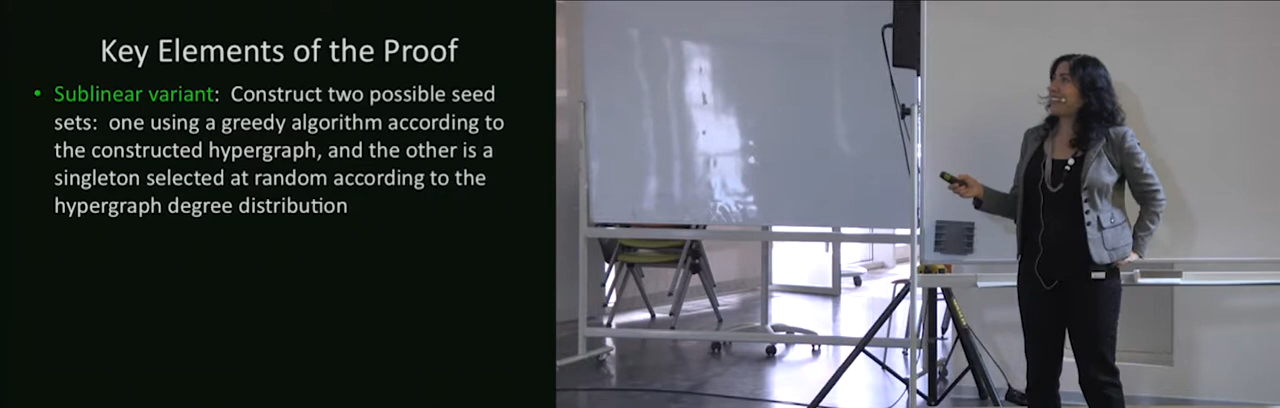 Key Elements of the Proof
• Sublinear variant: Construct two possible seed
sets: one using a greedy algorithm according to
the constructed hypergraph, and the other is a
singleton selected at random according to the
hypergraph degree distribution